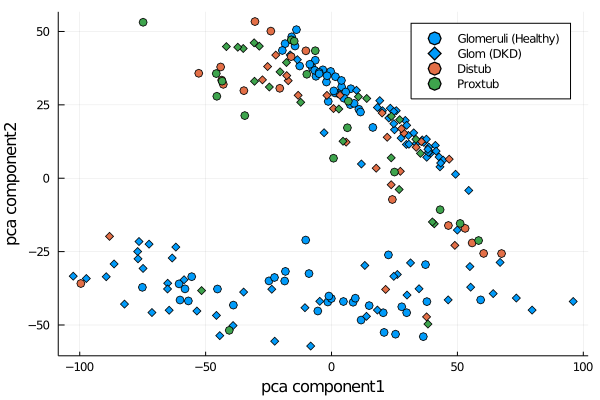 50
25
0
−25
−50
−100
−50
0
50
100
pca component2
pca component1
Glomeruli (Healthy)
Glom (DKD)
Distub
Proxtub